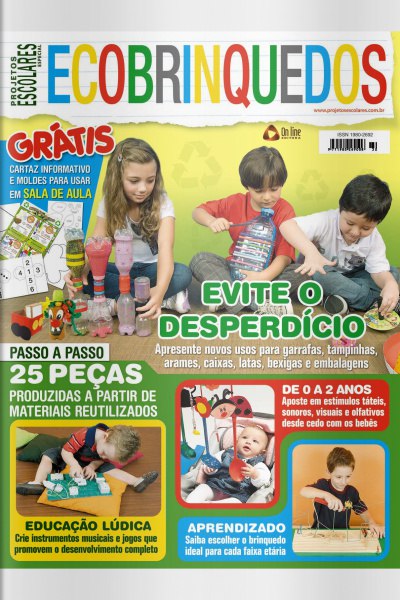 PROJETOS
ESCOLARES
ESPECIAL
ECOBRINQUEDOS
www.projetosescolares.com.br
GRÁTIS
CARTAZ INFORMATIVO
E MOLDES PARA USAR
EM SALA DE AULA
On line
EDITORA
ISSN 1980-2692
EVITE O
DESPERDÍCIO
Apresente novos usos para garrafas, tampinhas,
arames, caixas, latas, bexigas e embalagens
PASSO A PASSO
25 PEÇAS
PRODUZIDAS A PARTIR DE
MATERIAIS REUTILIZADOS
DE 0 A 2 ANOS
Aposte em estímulos táteis,
sonoros, visuais e olfativos
desde cedo com os bebês
EDUCAÇÃO LÚDICA
Crie instrumentos musicais e jogos que
promovem o desenvolvimento completo
APRENDIZADO
Saiba escolher o brinquedo
ideal para cada faixa etária